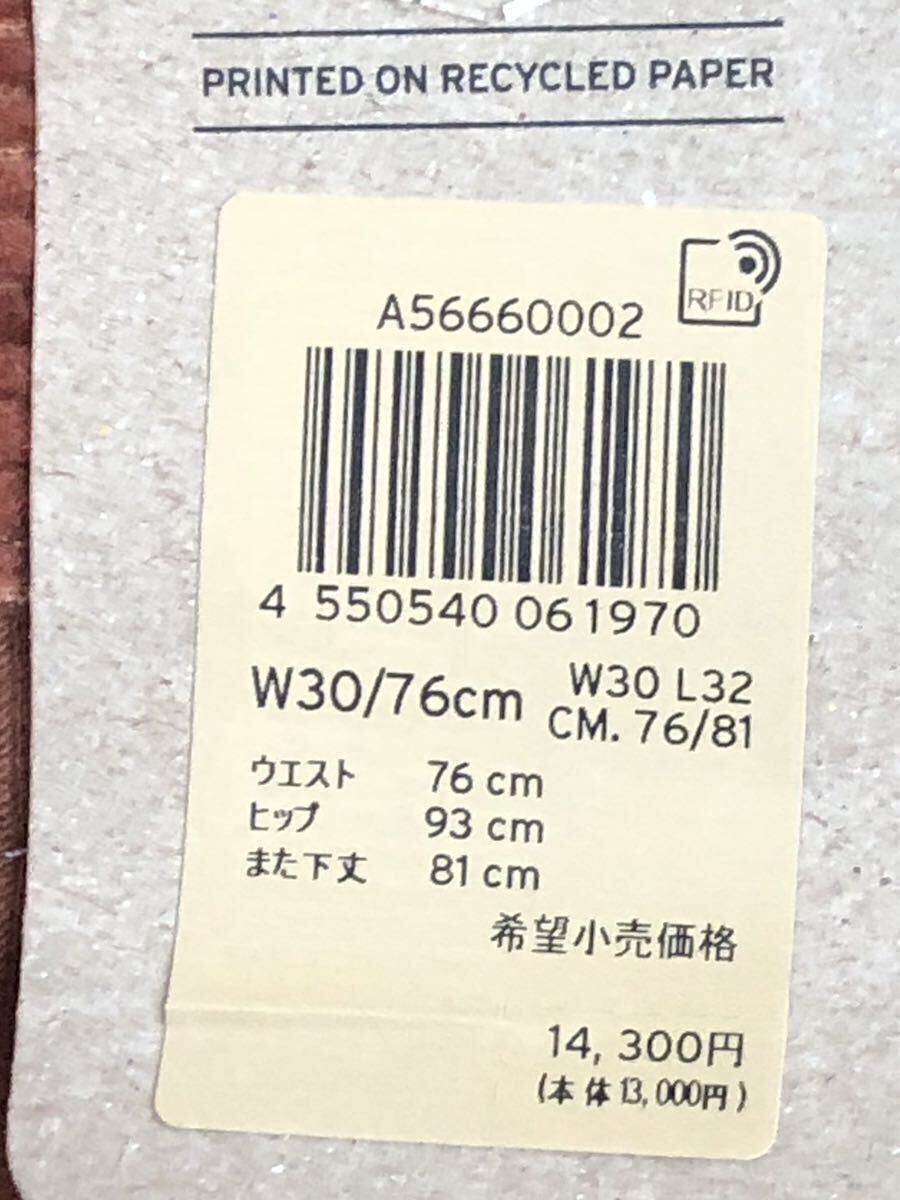 PRINTED ON RECYCLED PAPER
RFID
A56660002
4 550540 061970
W30/76cm
W30 L32
CM. 76/81
ウエスト 76 cm
ヒップ 93 cm
また下丈 81 cm
希望小売価格
14, 300円
(本体13,000円)